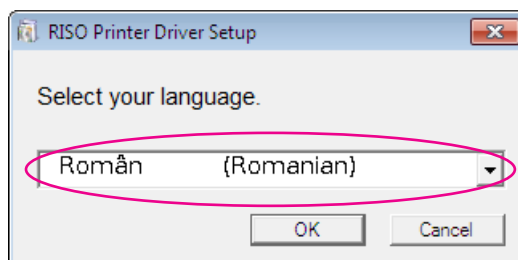 RISO Printer Driver Setup
Select your language.
Român (Romanian)
OK Cancel